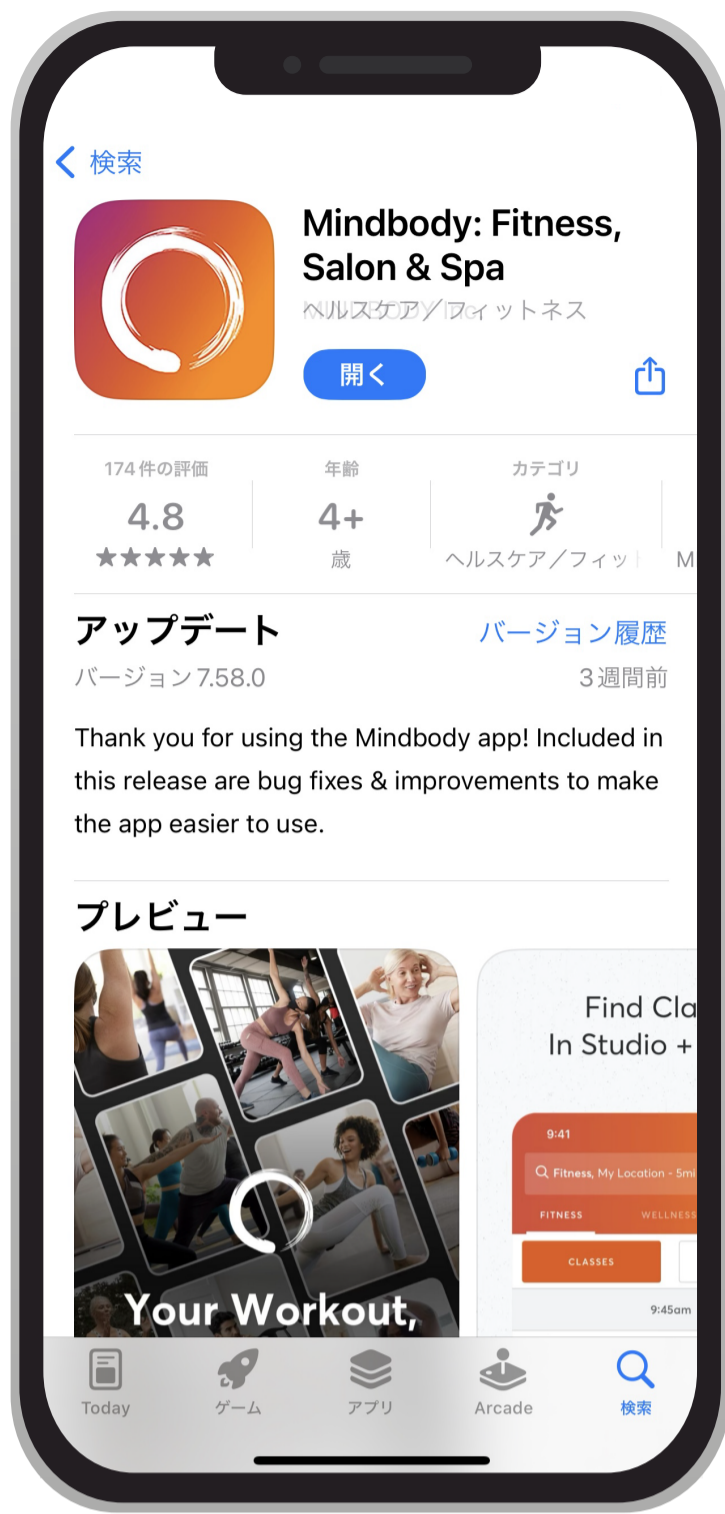 検索
Mindbody: Fitness,
Salon & Spa
ヘルスケア／フィットネス
開く
174件の評価
年齢
カテゴリ
4.8
4+
★★★★★
歳
ヘルスケア／フィッ
M
アップデート
バージョン履歴
バージョン 7.58.0
3週間前
Thank you for using the Mindbody app! Included in
this release are bug fixes & improvements to make
the app easier to use.
プレビュー
Find Cla
In Studio +
9:41
Fitness, My Location - 5mi
FITNESS
WELLNESS
CLASSES
9:45am
Your Workout,
Today
ゲーム
アプリ
Arcade
検索